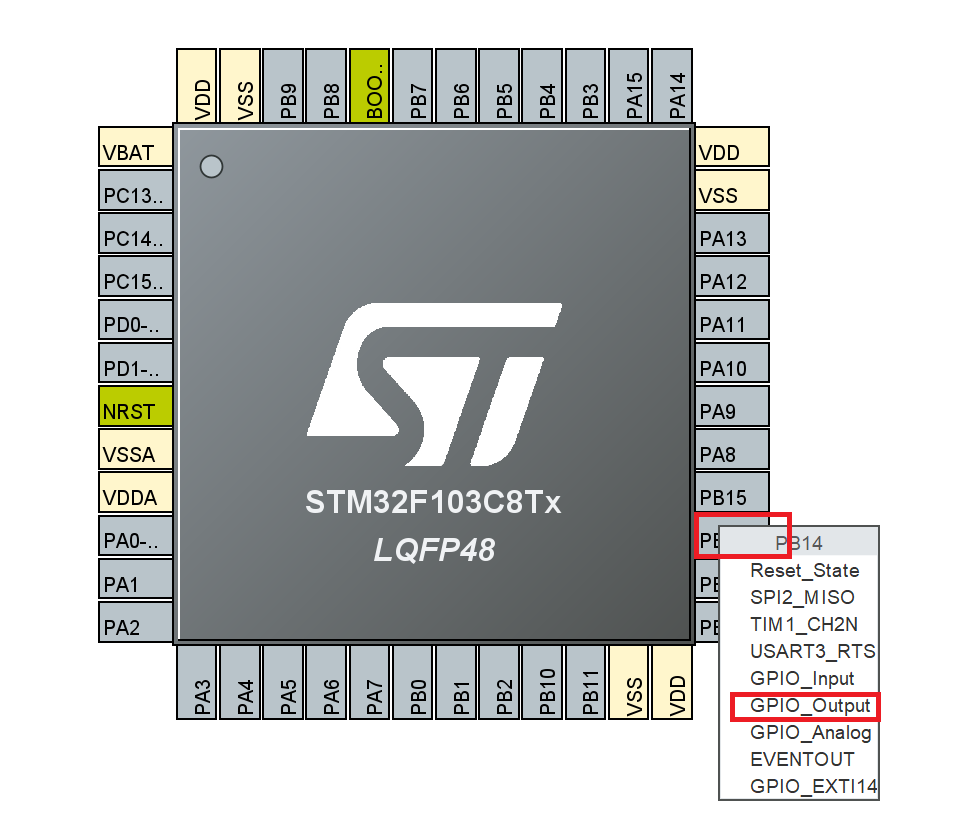 VDD
VSS
PB9
PB8
BOO..
PB7
PB6
PB5
PB4
PB3
PA15
PA14
VBAT
PC13..
PC14..
PC15..
PD0-..
PD1-..
NRST
VSSA
VDDA
PA0-..
PA1
PA2
ST
STM32F103C8Tx
LQFP48
VDD
VSS
PA13
PA12
PA11
PA10
PA9
PA8
PB15
PB14
Reset_State
SPI2_MISO
TIM1_CH2N
USART3_RTS
GPIO_Input
GPIO_Output
GPIO_Analog
EVENTOUT
GPIO_EXTI14
PA3
PA4
PA5
PA6
PA7
PB0
PB1
PB2
PB10
PB11
VSS
VDD